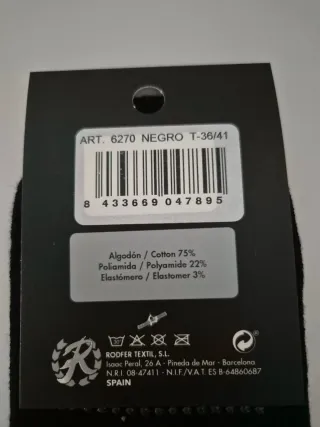 ART. 6270 NEGRO T-36/41
8 433669 047895
Algodón / Cotton 75%
Poliamida / Polyamide 22%
Elastómero / Elastomer 3%
R
RODFER TEXTIL, S.L.
Isaac Peral, 26 A - Pineda de Mar - Barcelona
N.R.I. 08-47411 - N.I.F./V.A.T. ES B-64860687
SPAIN